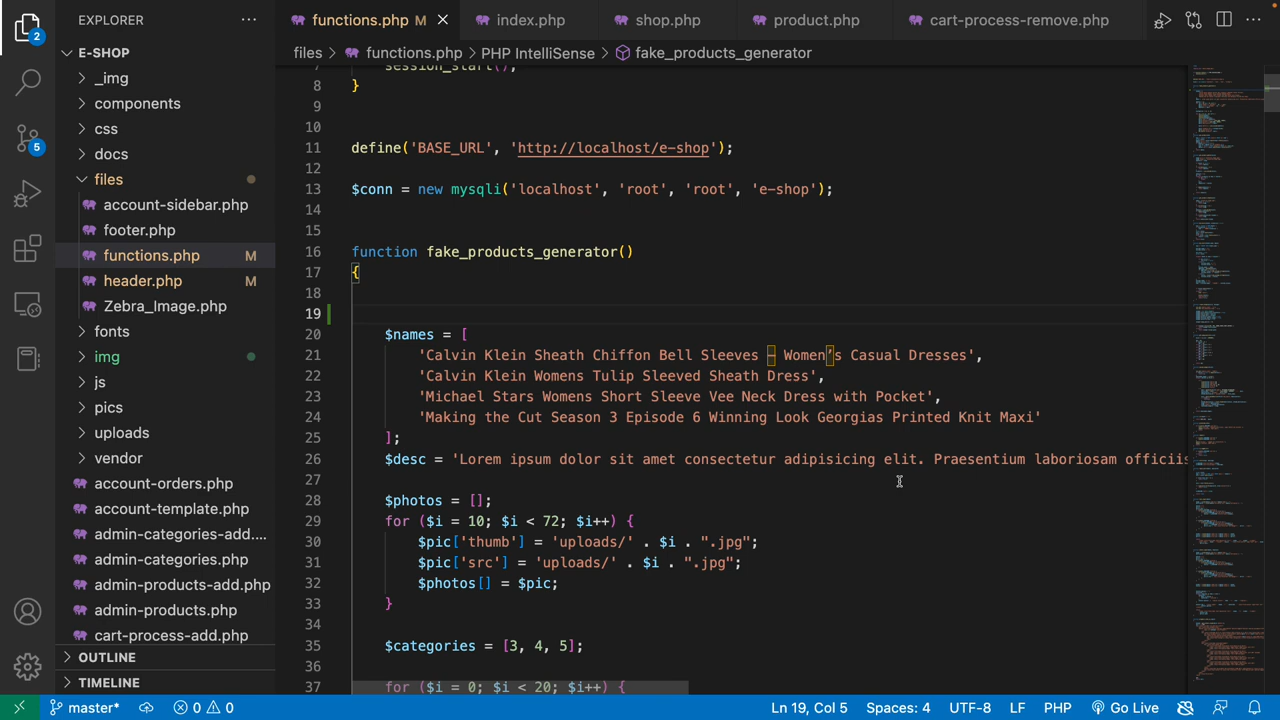 EXPLORER
functions.php M
index.php
shop.php
product.php
cart-process-remove.php
2
5
E-SHOP
_img
components
css
docs
files
account-sidebar.php
footer.php
functions.php M
header.php M
Zebra_Image.php
fonts
img
js
pcs
uploads
vendor
account-orders.php
account-template.php
admin-categories-add....
admin-categories.php
admin-products-add.php
admin-products.php
cart-process-add.php
OUTLINE
TIMELINE
files > functions.php > PHP IntelliSense > fake_products_generator
7 session_start();
8 }
9
10
11 define('BASE_URL', 'http://localhost/e-shop');
12
13 $conn = new mysqli('localhost', 'root', 'root', 'e-shop');
14
15
16 function fake_products_generator()
17 {
18
19
20 $names = [
21 'Calvin Klein Sheath Chiffon Bell Sleeves – Women’s Casual Dresses',
22 'Calvin Klein Womens Tulip Sleeved Sheath Dress',
23 'Michael Kors Womens Short Sleeve Vee Neck Dress with Pocket',
24 'Making the Cut Season 3 Episode 6 Winning Look Georgias Printed Knit Maxi'
25 ];
26 $desc = 'Lorem ipsum dolor sit amet consectetur adipisicing elit. Praesentium laboriosam officiis
27
28 $photos = [];
29 for ($i = 10; $i < 72; $i++) {
30 $pic['thumb'] = 'uploads/' . $i . ".jpg";
31 $pic['src'] = 'uploads/' . $i . ".jpg";
32 $photos[] = $pic;
33 }
34
35 $categories = [ , 4, 5];
36
37 for ($i = 0; $i < 0; $i++) {
master* 0 0 Ln 19, Col 5 Spaces: 4 UTF-8 LF PHP Go Live